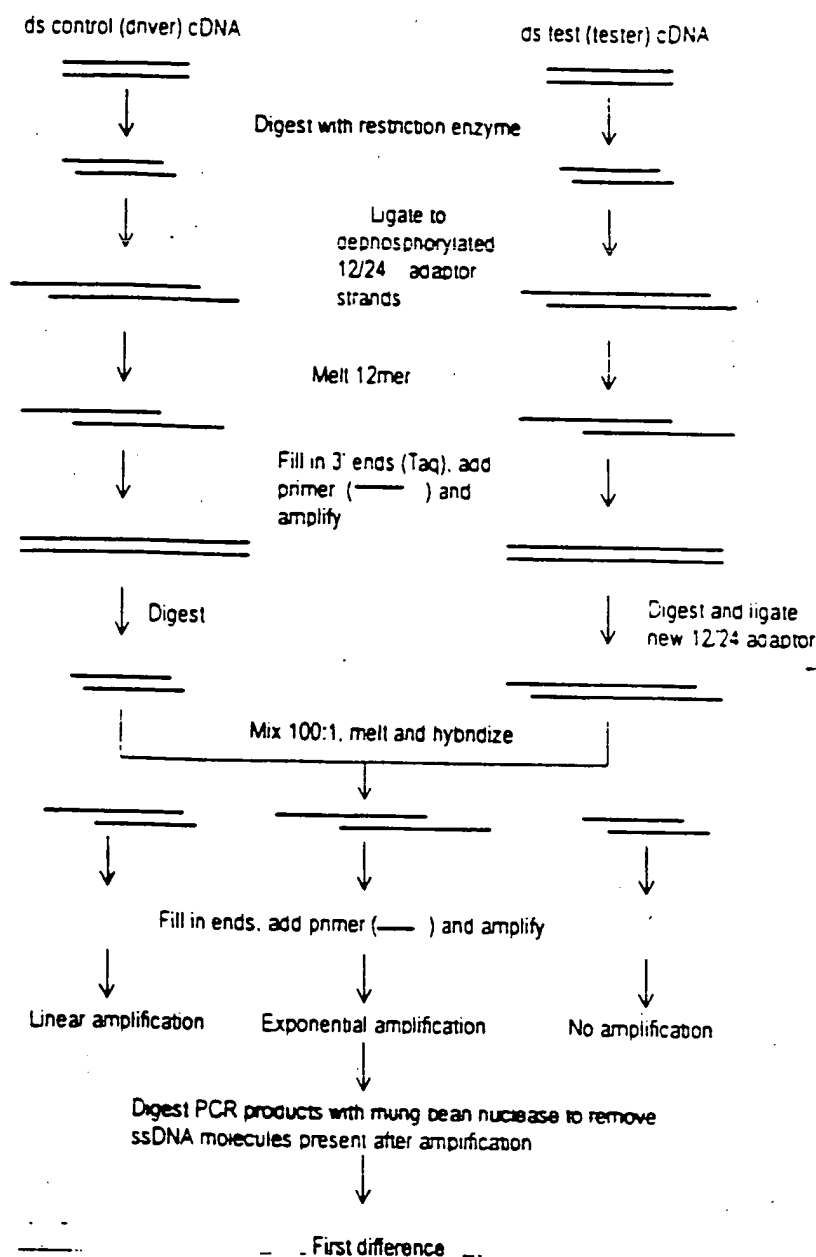 ds control (driver) cDNA
ds test (tester) cDNA
Digest with restriction enzyme
Ligate to
dephosphorylated
12/24 adaptor
strands
Melt 12mer
Fill in 3' ends (Taq), add
primer ( ) and
amplify
Digest
Digest and ligate
new 12/24 adaptor
Mix 100:1, melt and hybridize
Fill in ends, add primer ( ) and amplify
Linear amplification
Exponential amplification
No amplification
Digest PCR products with mung bean nuclease to remove
ssDNA molecules present after amplification
First difference